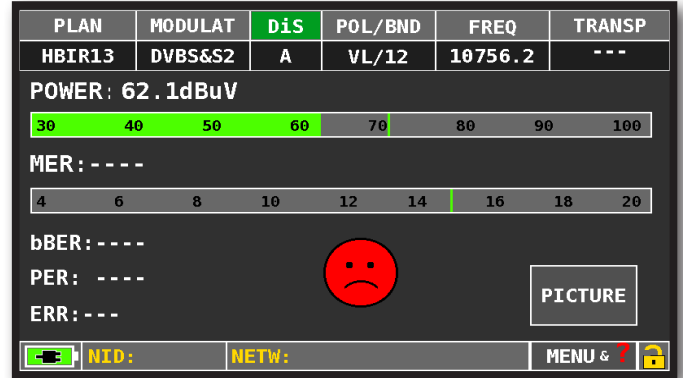 PLAN MODULAT DiS POL/BND FREQ TRANSP
HBIR13 DVBS&S2 A VL/12 10756.2 ---
POWER: 62.1dBuV
30 40 50 60 70 80 90 100
MER:----
4 6 8 10 12 14 16 18 20
bBER:----
PER: ----
PICTURE
ERR:---
NID: NETW: MENU & ?